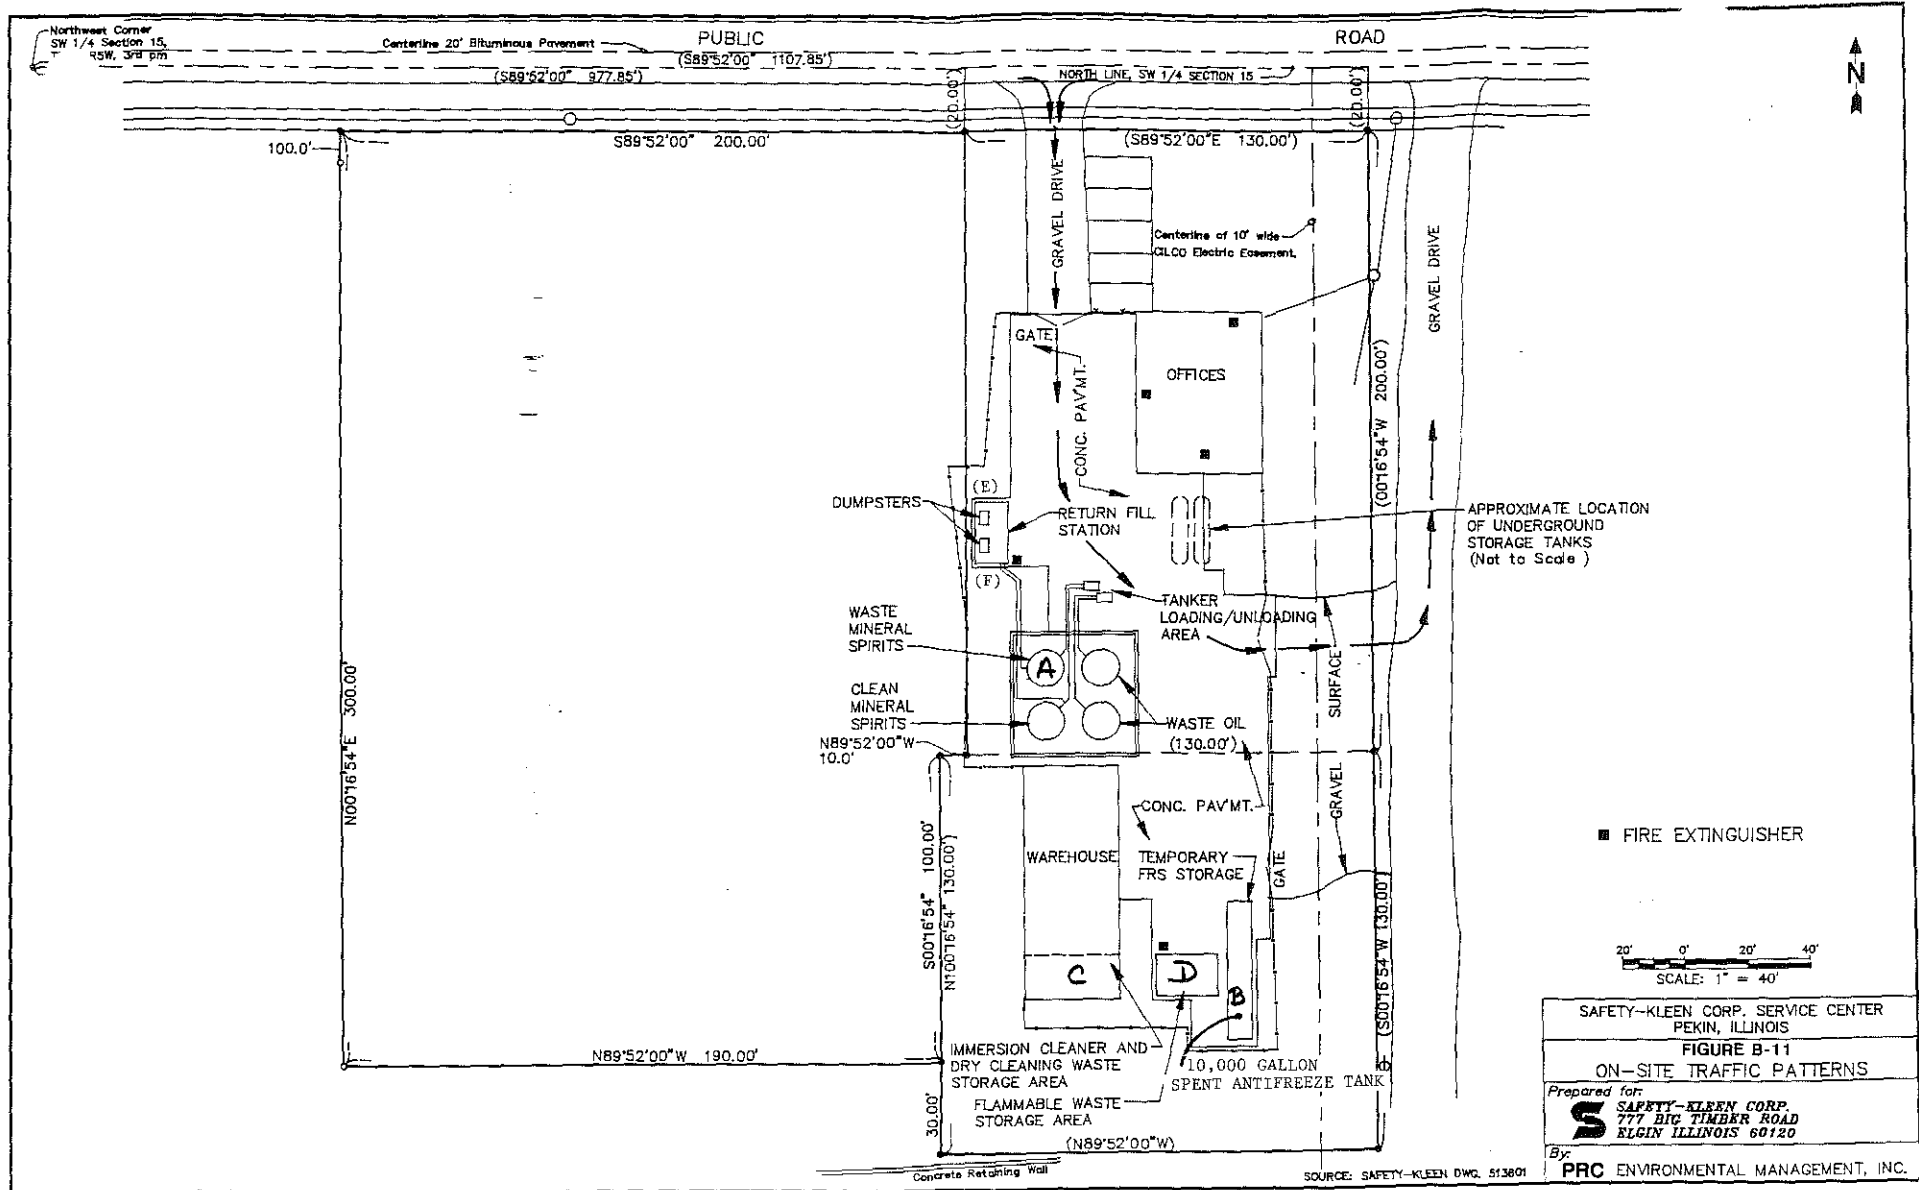 Northwest Corner
SW 1/4 Section 15,
T R5W, 3rd pm
Centerline 20' Bituminous Pavement
PUBLIC
ROAD
(S89°52'00" 1107.85')
(S89°52'00" 977.85')
NORTH LINE, SW 1/4 SECTION 15
N
(20.00')
(20.00')
100.0'
S89°52'00" 200.00'
(S89°52'00"E 130.00')
GRAVEL DRIVE
Centerline of 10' wide
CILCO Electric Easement.
GRAVEL DRIVE
GATE
OFFICES
CONC. PAV'MT.
(00°16'54"W 200.00')
(E)
DUMPSTERS
RETURN FILL
STATION
APPROXIMATE LOCATION
OF UNDERGROUND
STORAGE TANKS
(Not to Scale )
(F)
TANKER
LOADING/UNLOADING
AREA
WASTE
MINERAL
SPIRITS
A
SURFACE
CLEAN
MINERAL
SPIRITS
WASTE OIL
(130.00')
N89°52'00"W
10.0'
N00°16'54"E 300.00'
GRAVEL
CONC. PAV'MT.
S00°16'54" 100.00'
N100°16'54" 130.00')
WAREHOUSE
TEMPORARY
FRS STORAGE
GATE
FIRE EXTINGUISHER
(S00°16'54"W 130.00')
C
D
B
20' 0' 20' 40'
SCALE: 1" = 40'
N89°52'00"W 190.00'
IMMERSION CLEANER AND
DRY CLEANING WASTE
STORAGE AREA
10,000 GALLON
SPENT ANTIFREEZE TANK
FLAMMABLE WASTE
STORAGE AREA
30.00'
(N89°52'00"W)
Concrete Retaining Wall
SOURCE: SAFETY-KLEEN DWG. 513801
SAFETY-KLEEN CORP. SERVICE CENTER
PEKIN, ILLINOIS
FIGURE B-11
ON-SITE TRAFFIC PATTERNS
Prepared for:
SAFETY-KLEEN CORP.
777 BIG TIMBER ROAD
ELGIN ILLINOIS 60120
By:
PRC ENVIRONMENTAL MANAGEMENT, INC.